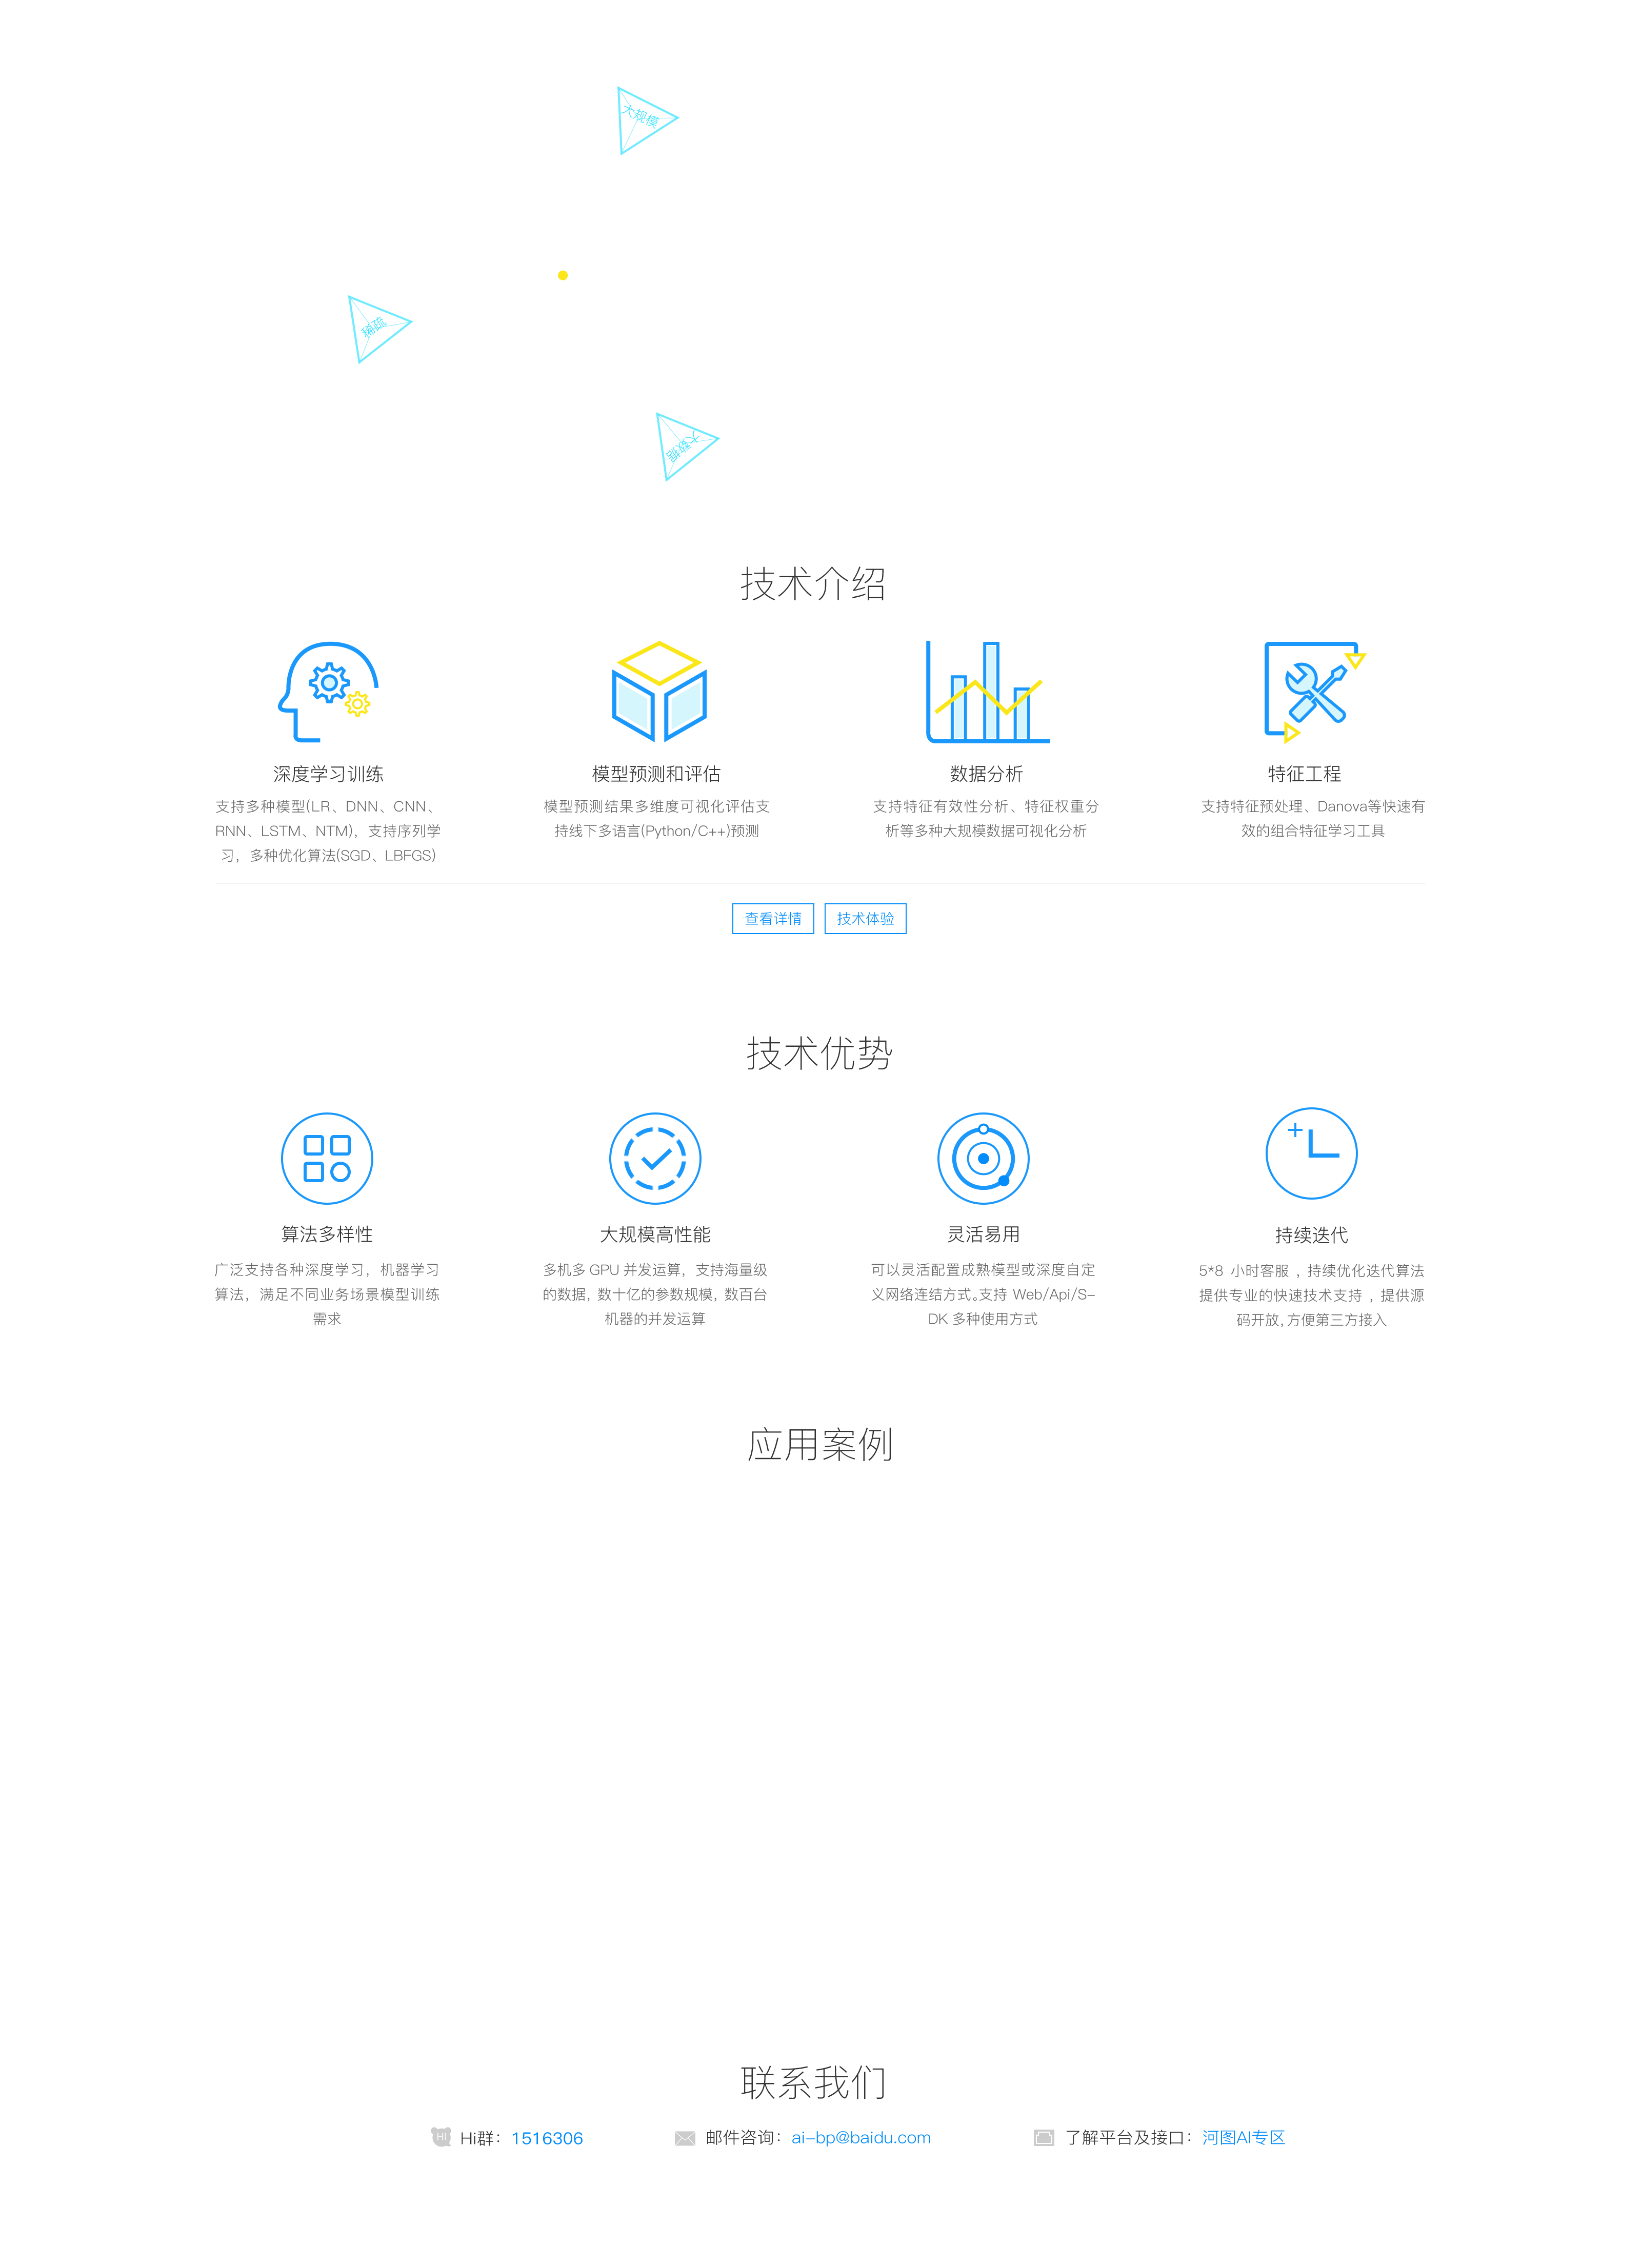 大规模
稀疏
大数据
技术介绍
深度学习训练
支持多种模型(LR、DNN、CNN、
RNN、LSTM、NTM)，支持序列学
习，多种优化算法(SGD、LBFGS)
模型预测和评估
模型预测结果多维度可视化评估支
持线下多语言(Python/C++)预测
数据分析
支持特征有效性分析、特征权重分
析等多种大规模数据可视化分析
特征工程
支持特征预处理、Danova等快速有
效的组合特征学习工具
查看详情
技术体验
技术优势
算法多样性
广泛支持各种深度学习，机器学习
算法，满足不同业务场景模型训练
需求
大规模高性能
多机多 GPU 并发运算，支持海量级
的数据，数十亿的参数规模，数百台
机器的并发运算
灵活易用
可以灵活配置成熟模型或深度自定
义网络连结方式。支持 Web/Api/S-
DK 多种使用方式
持续迭代
5*8 小时客服，持续优化迭代算法
提供专业的快速技术支持，提供源
码开放，方便第三方接入
应用案例
联系我们
HI
Hi群：1516306
邮件咨询：ai-bp@baidu.com
了解平台及接口：河图AI专区